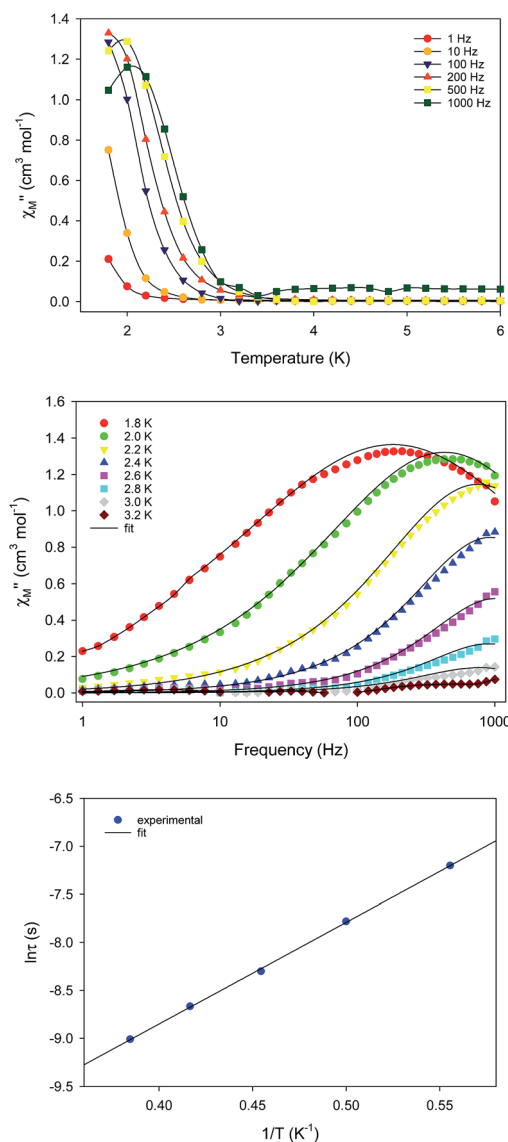 1.4
1.2
1.0
0.8
0.6
0.4
0.2
0.0
χM" (cm³ mol⁻¹)
2 3 4 5 6
Temperature (K)
1 Hz
10 Hz
100 Hz
200 Hz
500 Hz
1000 Hz
1.6
1.4
1.2
1.0
0.8
0.6
0.4
0.2
0.0
χM" (cm³ mol⁻¹)
1 10 100 1000
Frequency (Hz)
1.8 K
2.0 K
2.2 K
2.4 K
2.6 K
2.8 K
3.0 K
3.2 K
fit
-6.5
-7.0
-7.5
-8.0
-8.5
-9.0
-9.5
lnτ (s)
0.40 0.45 0.50 0.55
1/T (K⁻¹)
experimental
fit